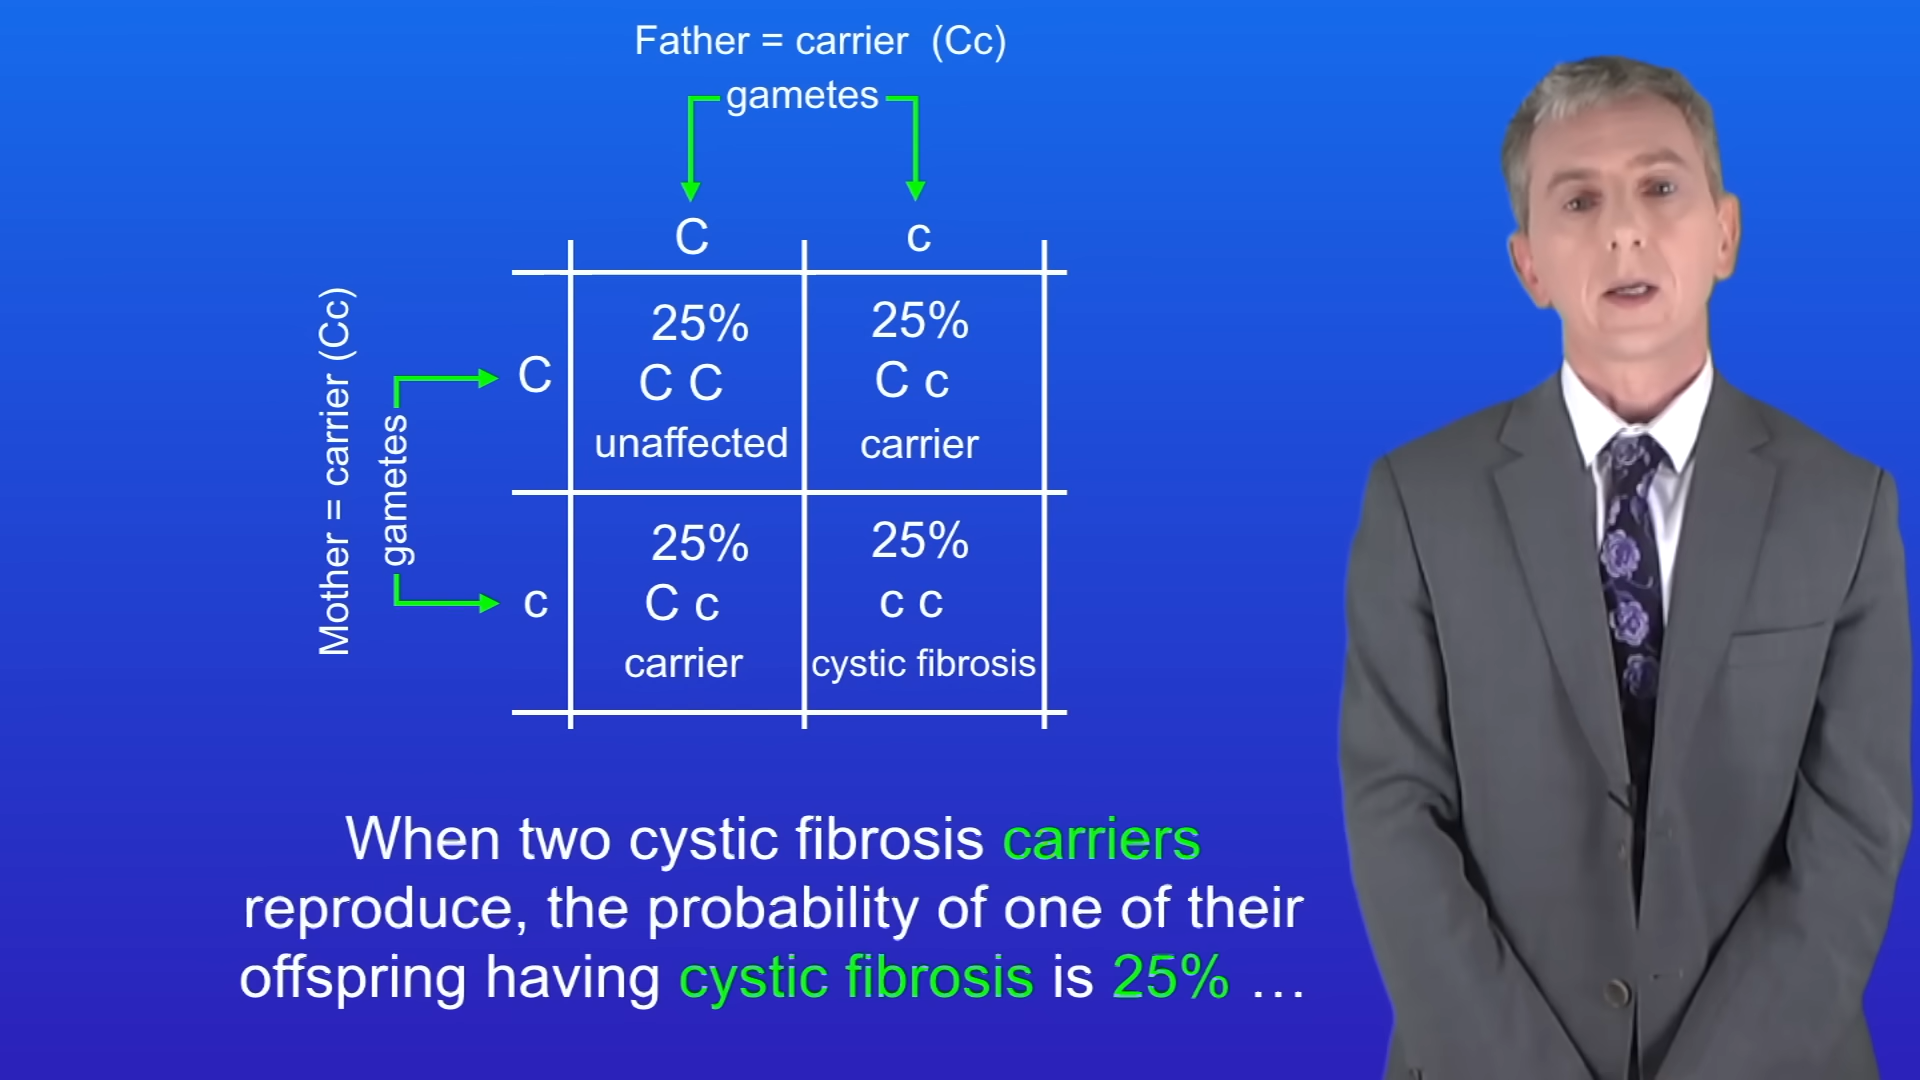 Father = carrier (Cc)
gametes
C c
Mother = carrier (Cc)
gametes
C
c
25%
C C
unaffected
25%
C c
carrier
25%
C c
carrier
25%
c c
cystic fibrosis
When two cystic fibrosis carriers
reproduce, the probability of one of their
offspring having cystic fibrosis is 25% ...